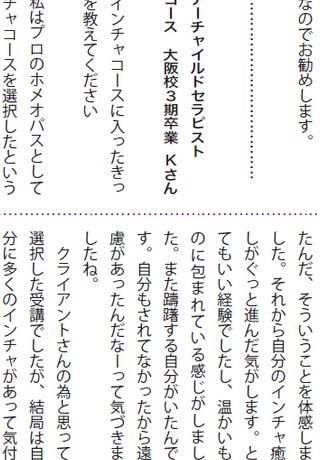 なのでお勧めします。
アーチャイルドセラピスト
コース　大阪校３期卒業　Ｋさん
インチャコースに入ったきっ
を教えてください
私はプロのホメオパスとして
チャコースを選択したという
たんだ、そういうことを体感しま
した。それから自分のインチャ癒
しがぐっと進んだ気がします。と
てもいい経験でしたし、温かいも
のに包まれている感じがしまし
た。また躊躇する自分がいたんで
す。自分もされてなかったから遠
慮があったんだなーって気づきま
したね。
クライアントさんの為と思って
選択した受講でしたが、結局は自
分に多くのインチャがあって気付